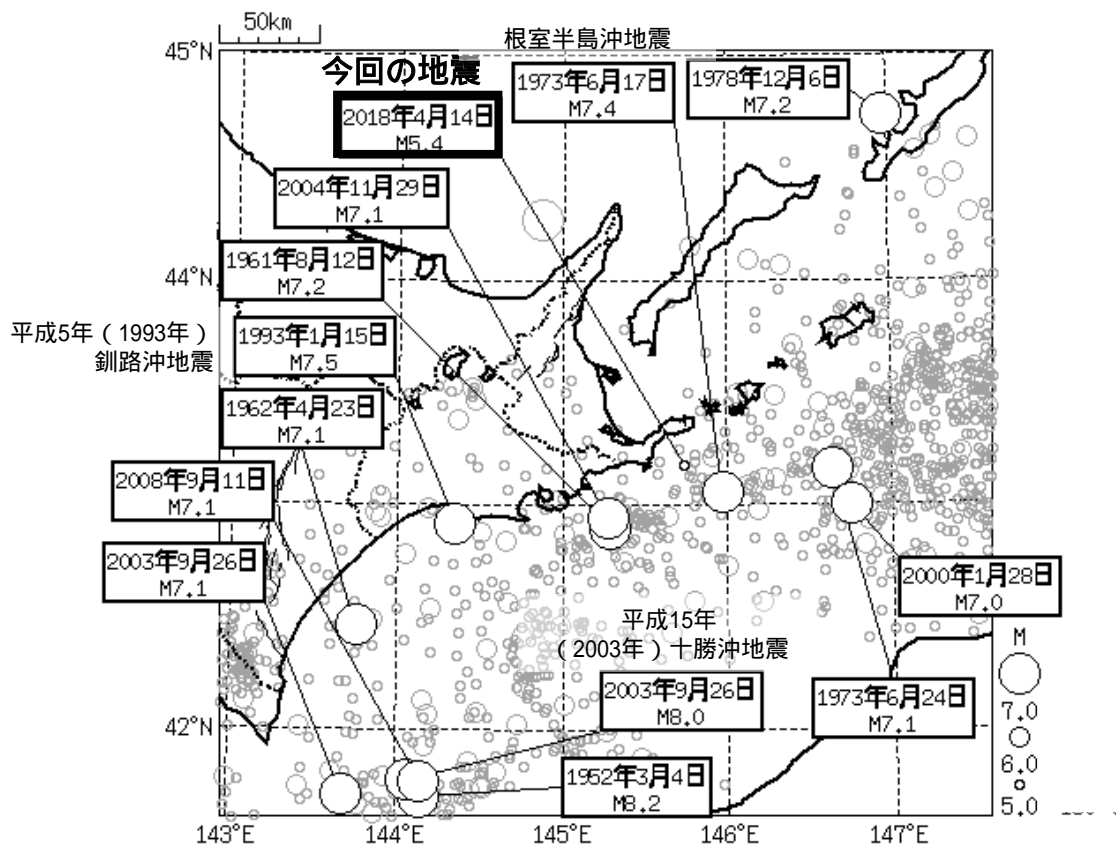 50km
45°N
根室半島沖地震
今回の地震
2018年4月14日
M5.4
1973年6月17日
M7.4
1978年12月6日
M7.2
2004年11月29日
M7.1
1961年8月12日
M7.2
44°N
平成5年（1993年）
釧路沖地震
1993年1月15日
M7.5
1962年4月23日
M7.1
2008年9月11日
M7.1
2003年9月26日
M7.1
2000年1月28日
M7.0
平成15年
（2003年）十勝沖地震
2003年9月26日
M8.0
1973年6月24日
M7.1
1952年3月4日
M8.2
42°N
M
7.0
6.0
5.0
143°E
144°E
145°E
146°E
147°E